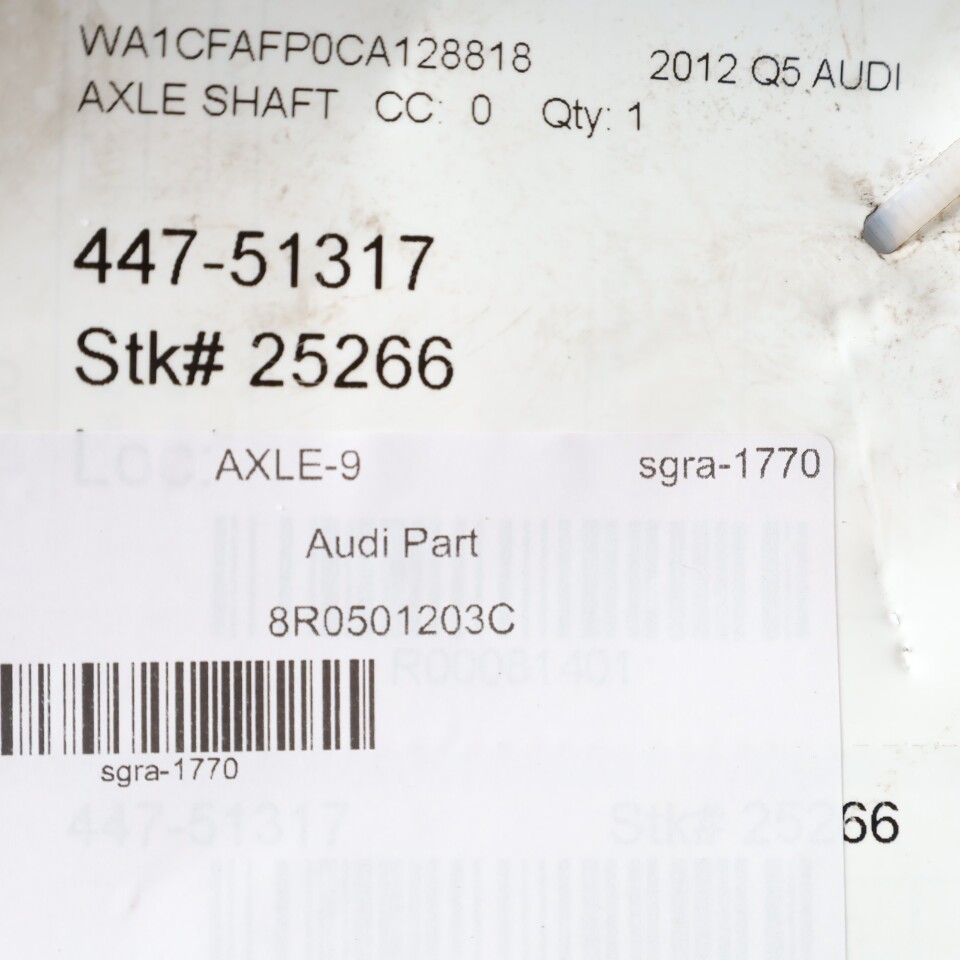 WA1CFAFP0CA128818 2012 Q5 AUDI
AXLE SHAFT CC: 0 Qty: 1
447-51317
Stk# 25266
Loc:
AXLE-9 sgra-1770
Audi Part
8R0501203C
R00081401
sgra-1770
447-51317 Stk# 25266